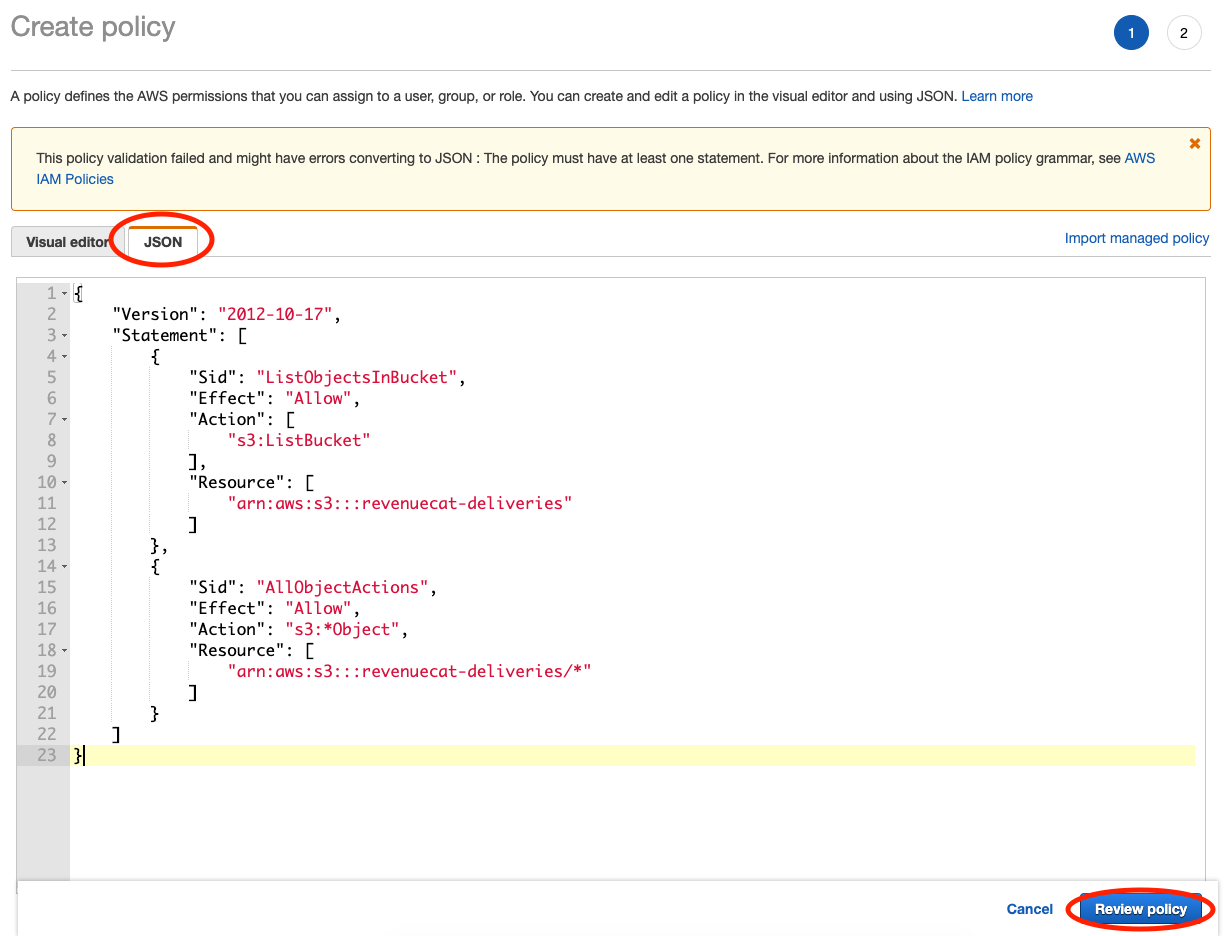 Create policy
1
2
A policy defines the AWS permissions that you can assign to a user, group, or role. You can create and edit a policy in the visual editor and using JSON. Learn more
This policy validation failed and might have errors converting to JSON : The policy must have at least one statement. For more information about the IAM policy grammar, see AWS
IAM Policies
Visual editor
JSON
Import managed policy
1 {
2     "Version": "2012-10-17",
3     "Statement": [
4         {
5             "Sid": "ListObjectsInBucket",
6             "Effect": "Allow",
7             "Action": [
8                 "s3:ListBucket"
9             ],
10             "Resource": [
11                 "arn:aws:s3:::revenuecat-deliveries"
12             ]
13         },
14         {
15             "Sid": "AllObjectActions",
16             "Effect": "Allow",
17             "Action": "s3:*Object",
18             "Resource": [
19                 "arn:aws:s3:::revenuecat-deliveries/*"
20             ]
21         }
22     ]
23 }
Cancel
Review policy